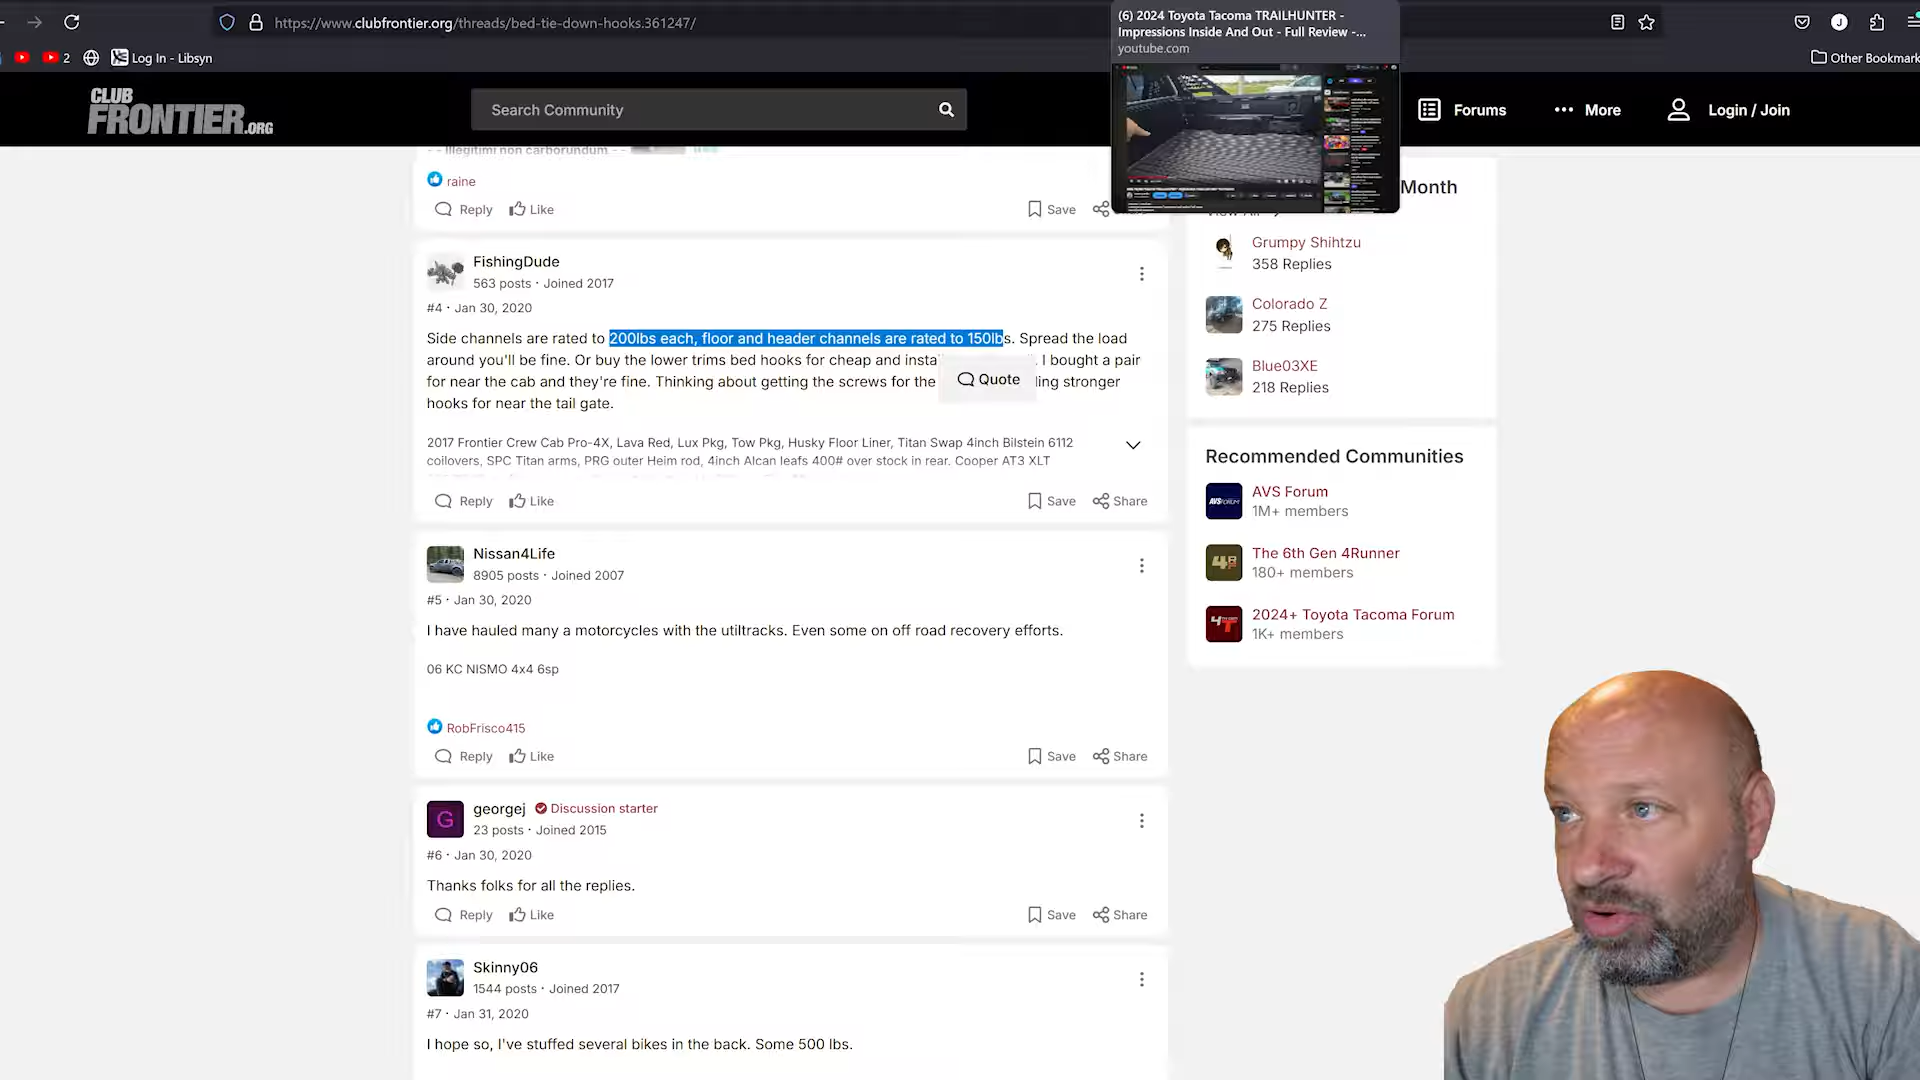 https://www.clubfrontier.org/threads/bed-tie-down-hooks.361247/
(6) 2024 Toyota Tacoma TRAILHUNTER -
Impressions Inside And Out - Full Review -...
youtube.com
2
Log In - Libsyn
Other Bookmark
CLUB
FRONTIER.ORG
Search Community
Forums
More
Login / Join
- - Illegitimi non carborundum - -
raine
Reply
Like
Save
Month
Grumpy Shihtzu
358 Replies
Colorado Z
275 Replies
Blue03XE
218 Replies
FishingDude
563 posts · Joined 2017
#4 · Jan 30, 2020
Side channels are rated to 200lbs each, floor and header channels are rated to 150lbs. Spread the load
around you'll be fine. Or buy the lower trims bed hooks for cheap and insta I bought a pair
for near the cab and they're fine. Thinking about getting the screws for the ling stronger
hooks for near the tail gate.
Quote
2017 Frontier Crew Cab Pro-4X, Lava Red, Lux Pkg, Tow Pkg, Husky Floor Liner, Titan Swap 4inch Bilstein 6112
coilovers, SPC Titan arms, PRG outer Heim rod, 4inch Alcan leafs 400# over stock in rear. Cooper AT3 XLT
Reply
Like
Save
Share
Recommended Communities
AVS Forum
1M+ members
The 6th Gen 4Runner
180+ members
2024+ Toyota Tacoma Forum
1K+ members
Nissan4Life
8905 posts · Joined 2007
#5 · Jan 30, 2020
I have hauled many a motorcycles with the utiltracks. Even some on off road recovery efforts.
06 KC NISMO 4x4 6sp
RobFrisco415
Reply
Like
Save
Share
G
georgej
Discussion starter
23 posts · Joined 2015
#6 · Jan 30, 2020
Thanks folks for all the replies.
Reply
Like
Save
Share
Skinny06
1544 posts · Joined 2017
#7 · Jan 31, 2020
I hope so, I've stuffed several bikes in the back. Some 500 lbs.